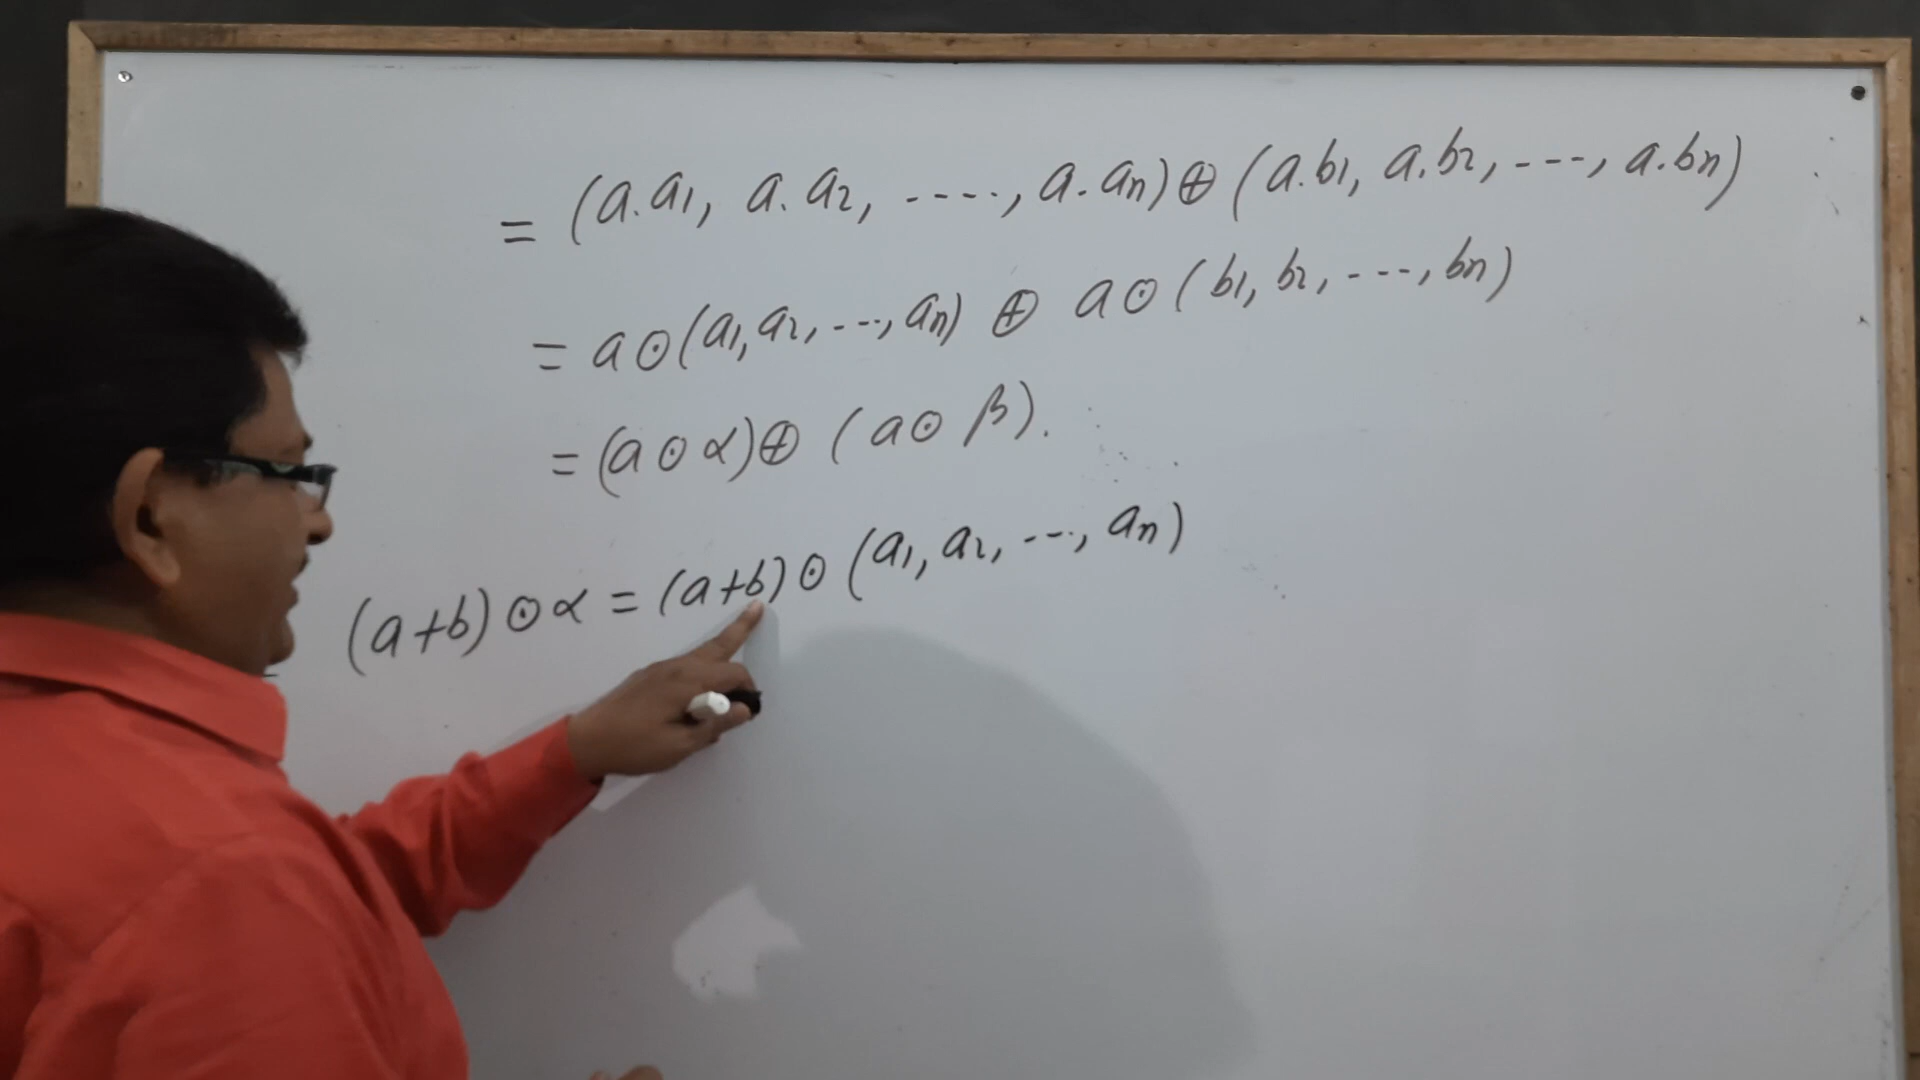 = (a.a1, a.a2, ----, a.an) ⊕ (a.b1, a.b2, ---, a.bn)
= a⊙(a1, a2, ---, an) ⊕ a⊙(b1, b2, ---, bn)
= (a⊙α) ⊕ (a⊙β).
(a+b)⊙α = (a+b)⊙(a1, a2, ---, an)